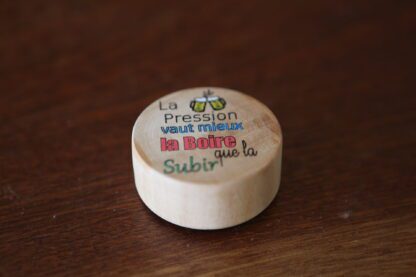 La
Pression
vaut mieux
la Boire
que la
Subir